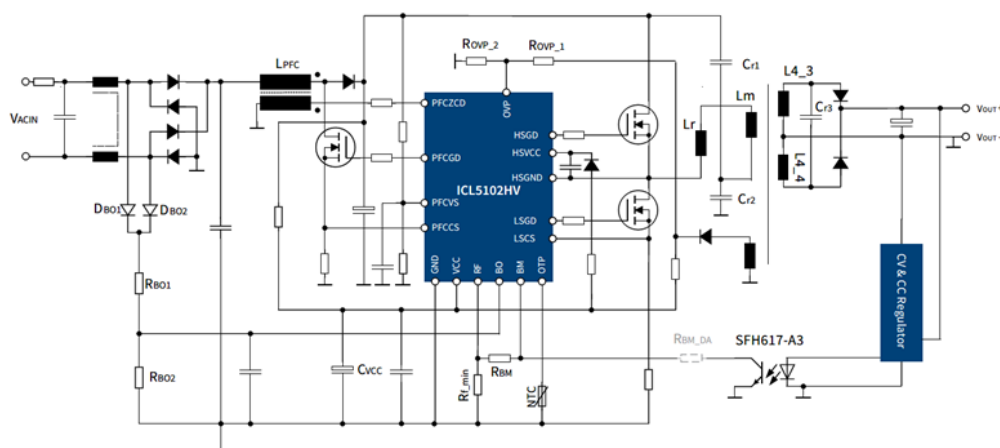 ROVP_2
ROVP_1
LPFC
Cr1
L4_3
Lm
Cr3
VACIN
PFCZCD
OVP
HSGD
Lr
VOUT
VOUT -
PFCGD
HSVCC
ICL5102HV
HSGND
L4_4
DBO1
DBO2
PFCVS
LSGD
Cr2
PFCCS
LSCS
GND
VCC
RF
BO
BM
OTP
CV & CC Regulator
RBO1
RBM_DA
SFH617-A3
RBO2
CVCC
Rf_min
RBM
NTC